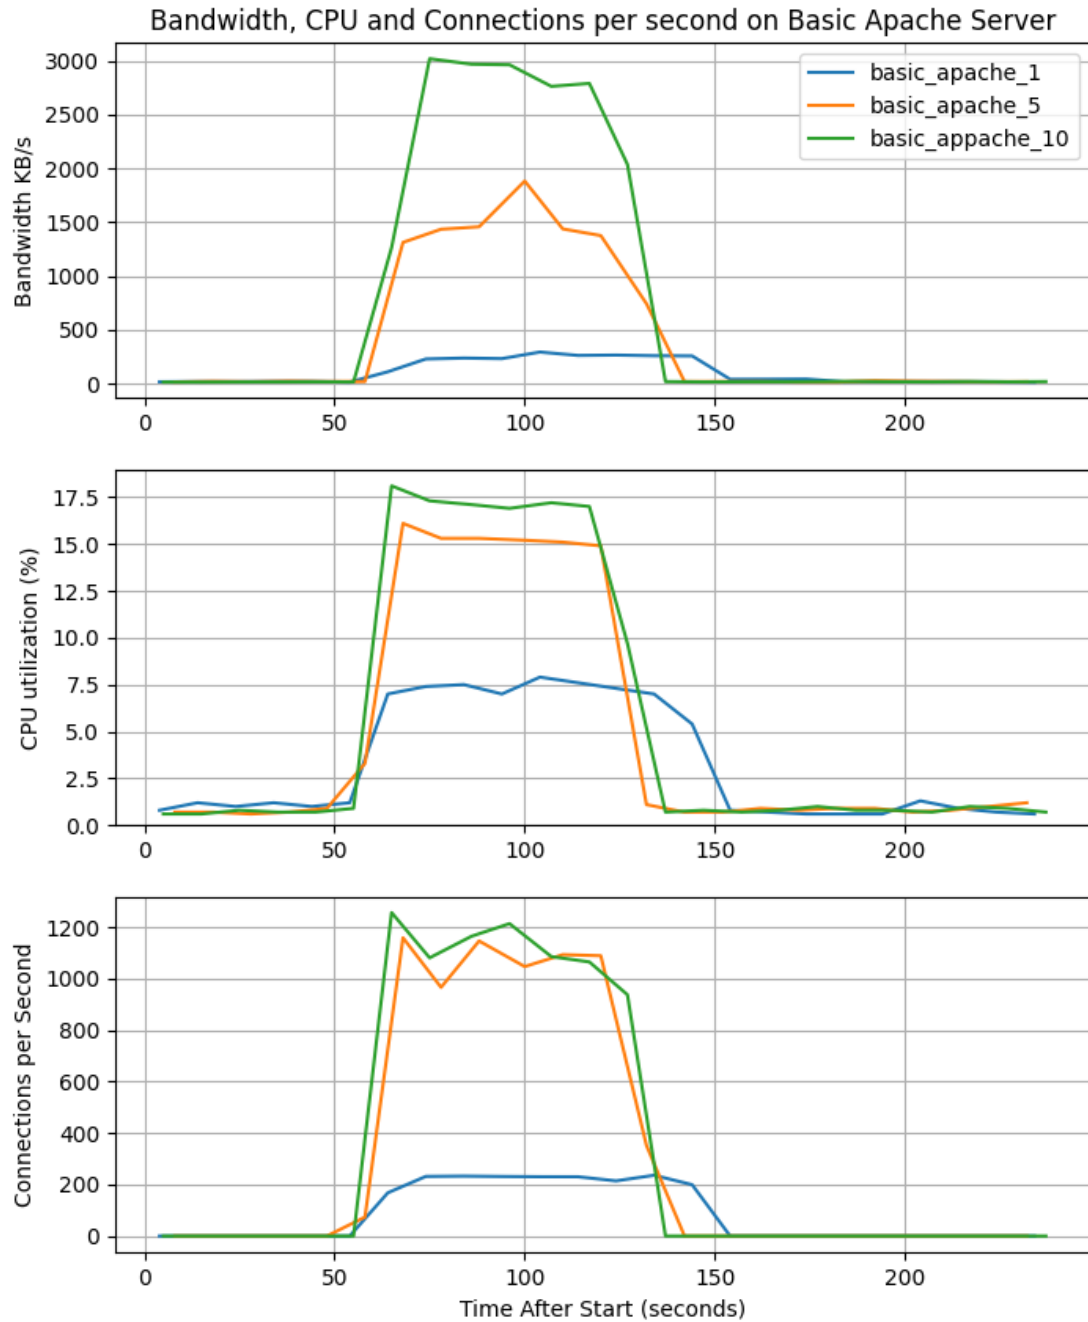 Bandwidth, CPU and Connections per second on Basic Apache Server
3000
2500
2000
1500
1000
500
0
Bandwidth KB/s
basic_apache_1
basic_apache_5
basic_appache_10
0 50 100 150 200
17.5
15.0
12.5
10.0
7.5
5.0
2.5
0.0
CPU utilization (%)
0 50 100 150 200
1200
1000
800
600
400
200
0
Connections per Second
0 50 100 150 200
Time After Start (seconds)